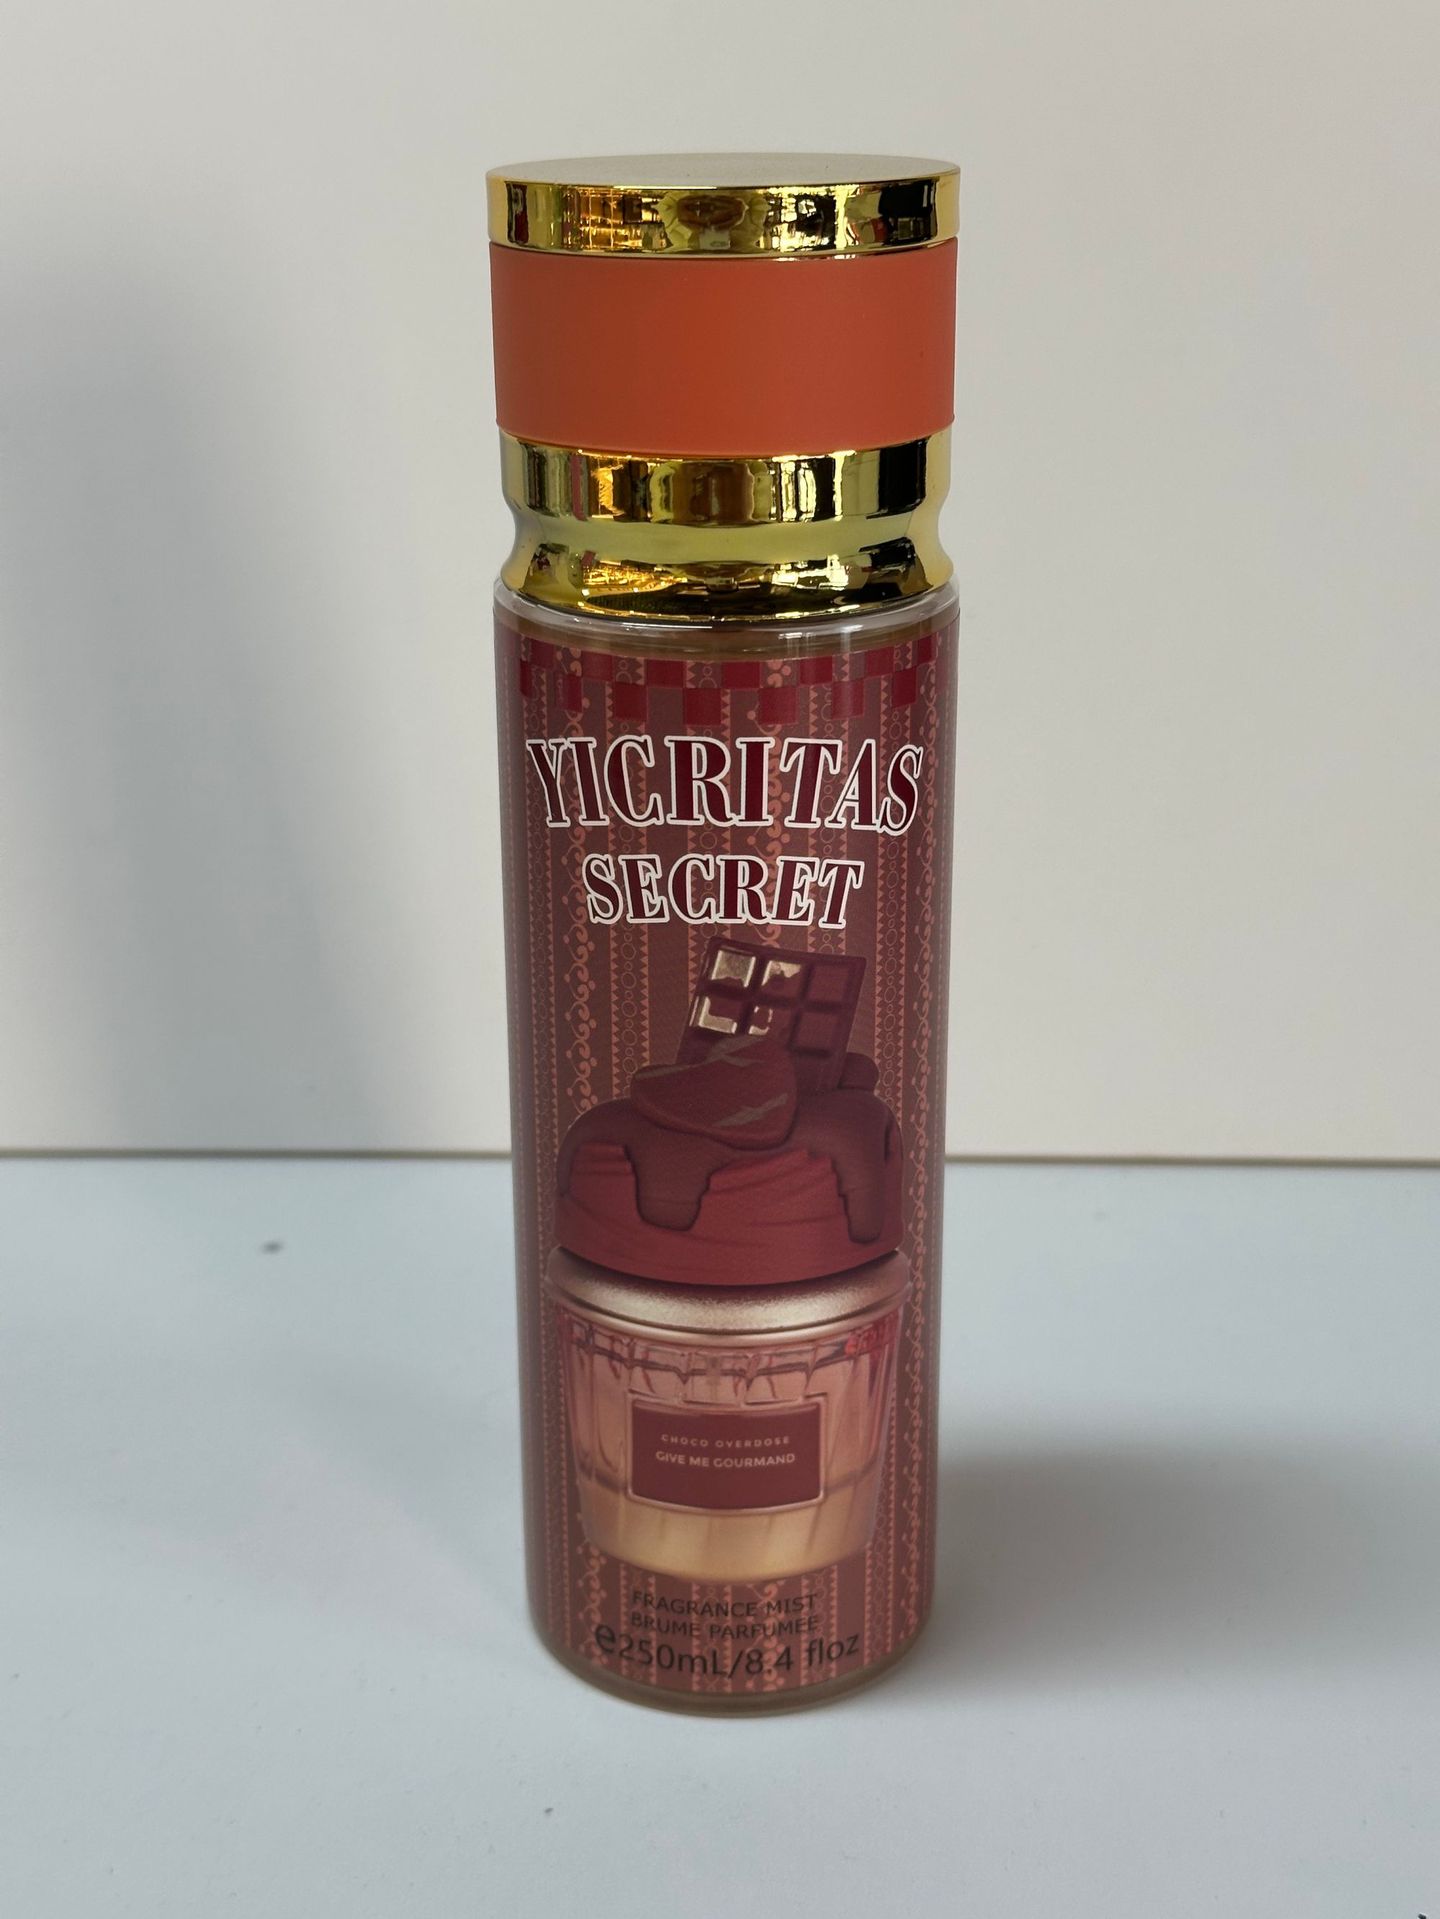 YICRITAS
SECRET
CHOCO OVERDOSE
GIVE ME GOURMAND
FRAGRANCE MIST
BRUME PARFUMEE
e250mL/8.4 floz